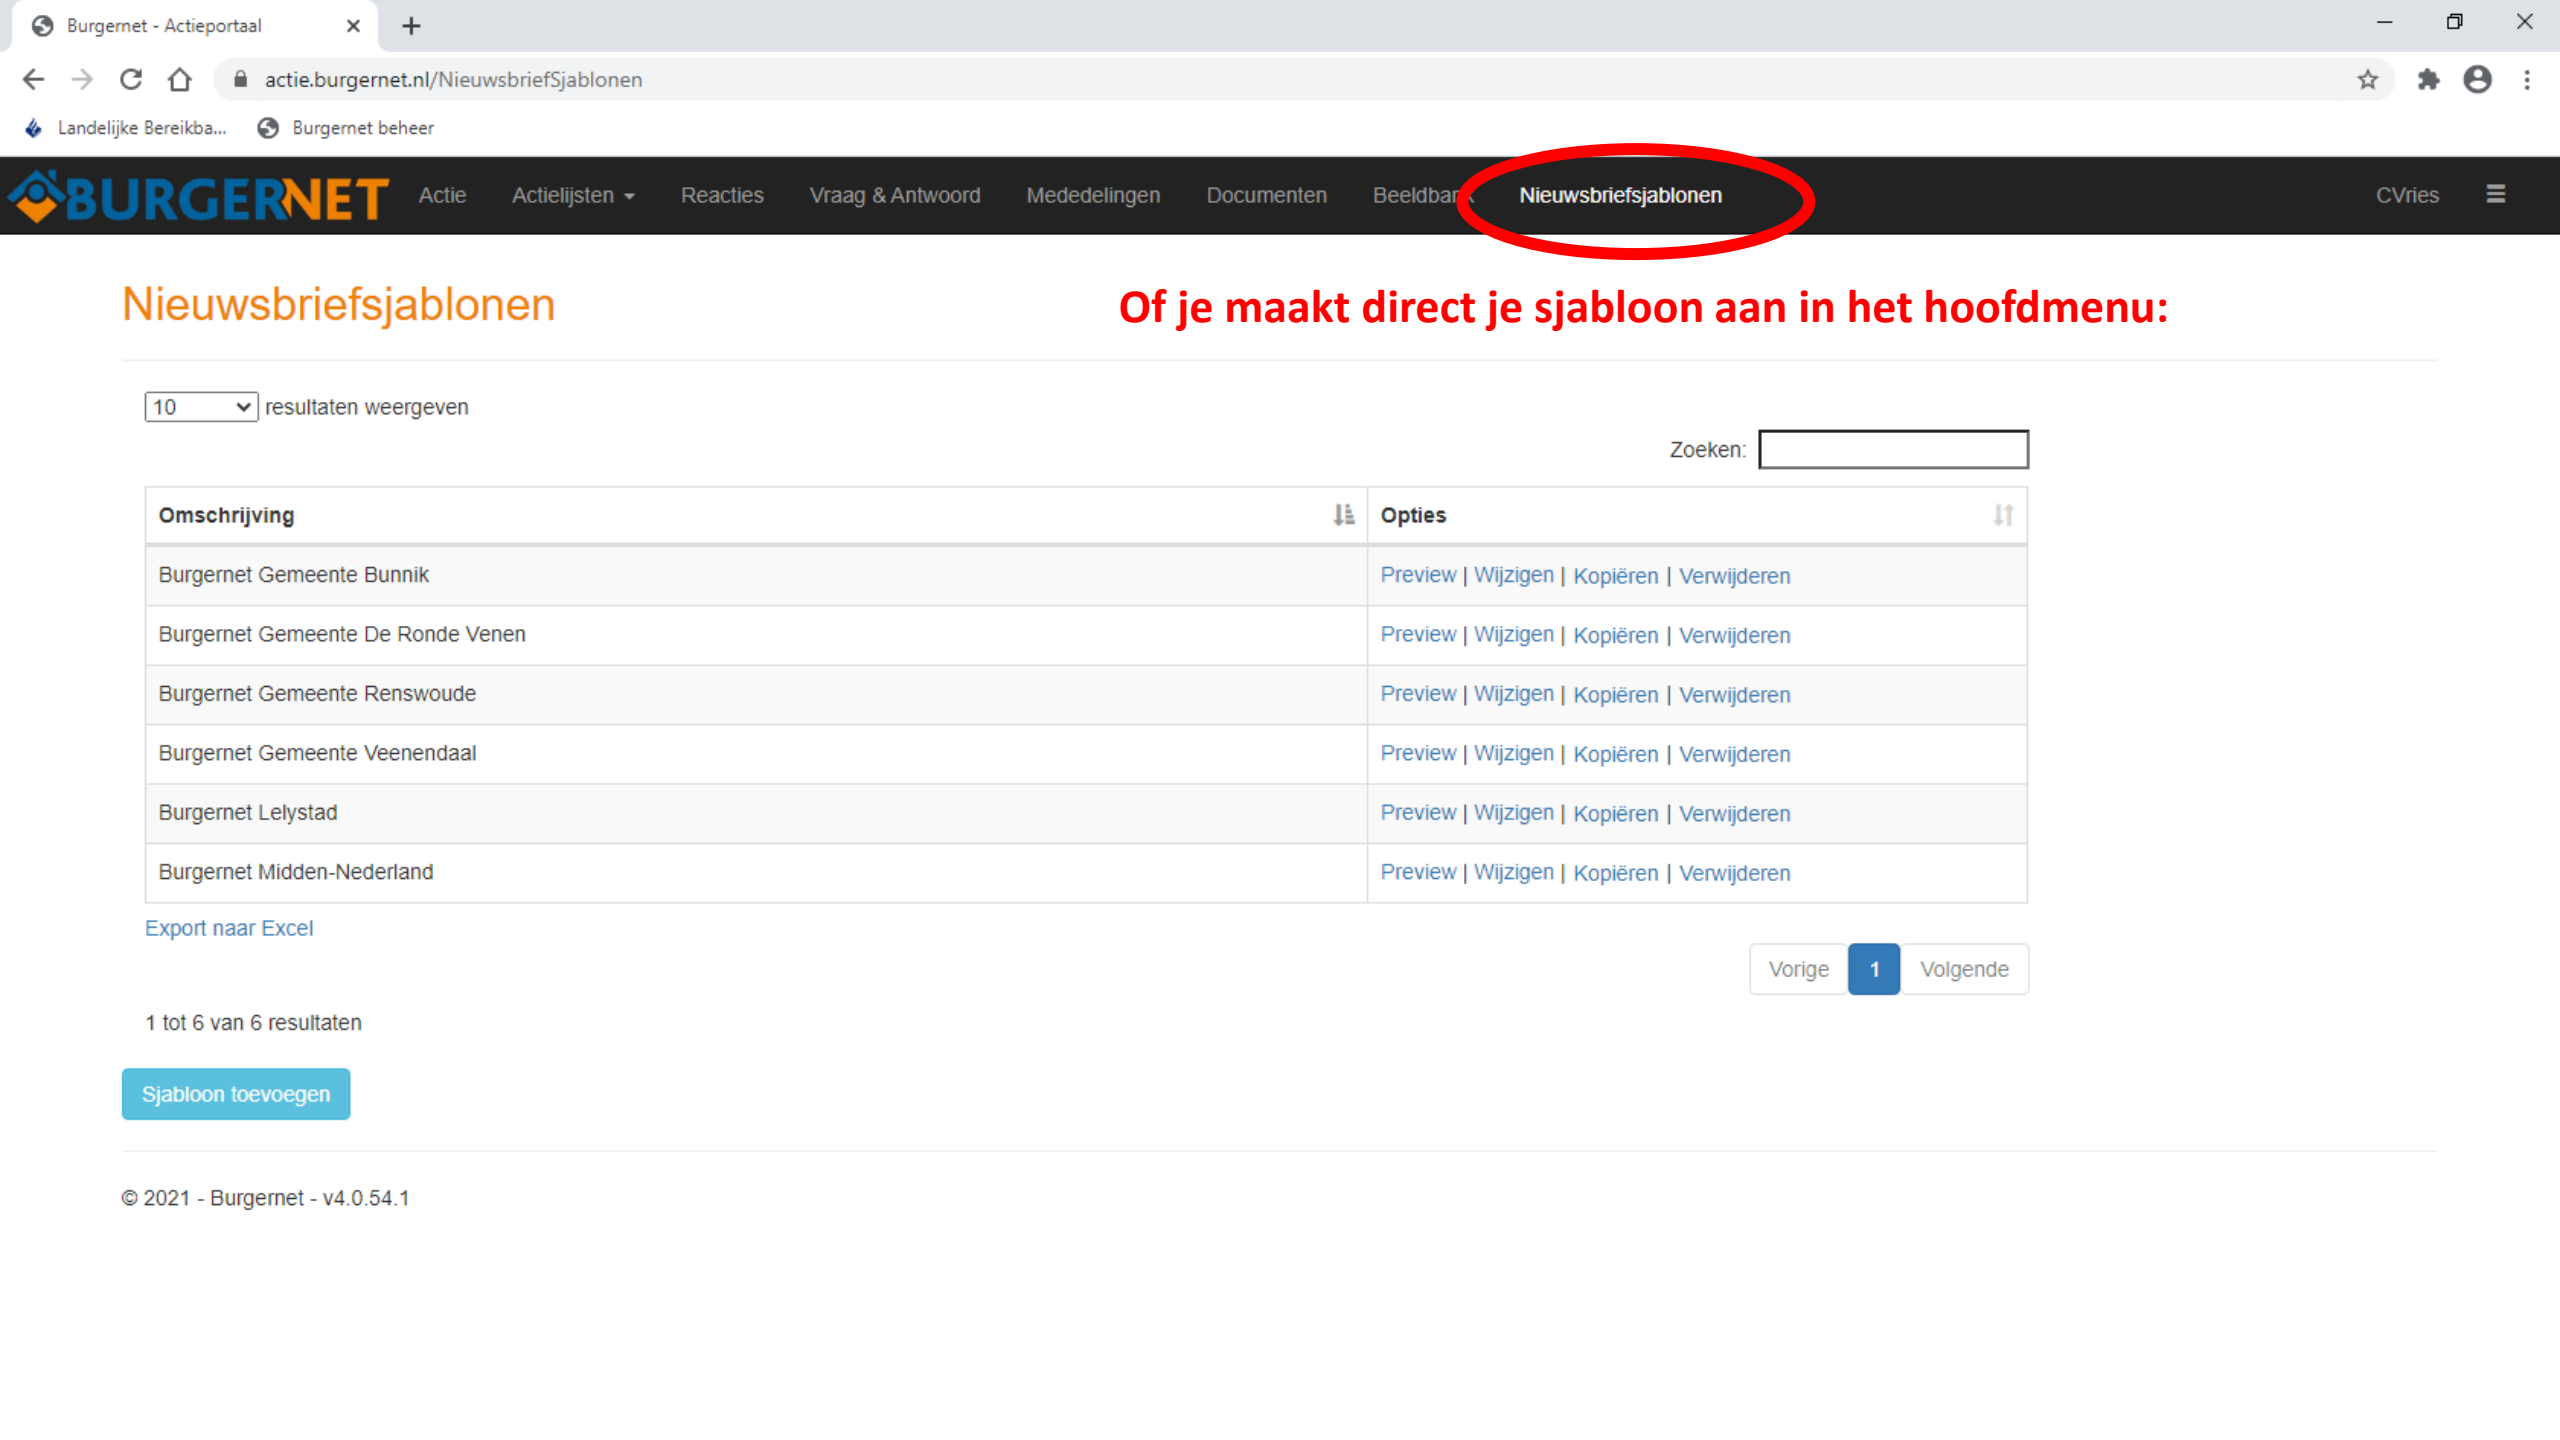 Burgernet - Actieportaal
actie.burgernet.nl/NieuwsbriefSjablonen
Landelijke Bereikba... Burgernet beheer
BURGERNET Actie Actielijsten Reacties Vraag & Antwoord Mededelingen Documenten Beeldbank Nieuwsbriefsjablonen CVries
Nieuwsbriefsjablonen
Of je maakt direct je sjabloon aan in het hoofdmenu:
10 resultaten weergeven
Zoeken:
Omschrijving Opties
Burgernet Gemeente Bunnik Preview | Wijzigen | Kopiëren | Verwijderen
Burgernet Gemeente De Ronde Venen Preview | Wijzigen | Kopiëren | Verwijderen
Burgernet Gemeente Renswoude Preview | Wijzigen | Kopiëren | Verwijderen
Burgernet Gemeente Veenendaal Preview | Wijzigen | Kopiëren | Verwijderen
Burgernet Lelystad Preview | Wijzigen | Kopiëren | Verwijderen
Burgernet Midden-Nederland Preview | Wijzigen | Kopiëren | Verwijderen
Export naar Excel
Vorige 1 Volgende
1 tot 6 van 6 resultaten
Sjabloon toevoegen
© 2021 - Burgernet - v4.0.54.1